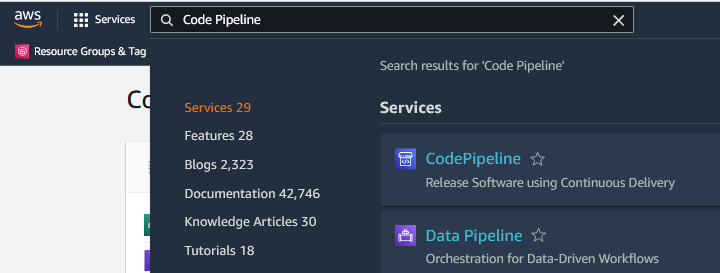 aws
Services
Code Pipeline
Resource Groups & Tag
Search results for 'Code Pipeline'
Co
Services 29
Features 28
Blogs 2,323
Documentation 42,746
Knowledge Articles 30
Tutorials 18
Services
CodePipeline
Release Software using Continuous Delivery
Data Pipeline
Orchestration for Data-Driven Workflows